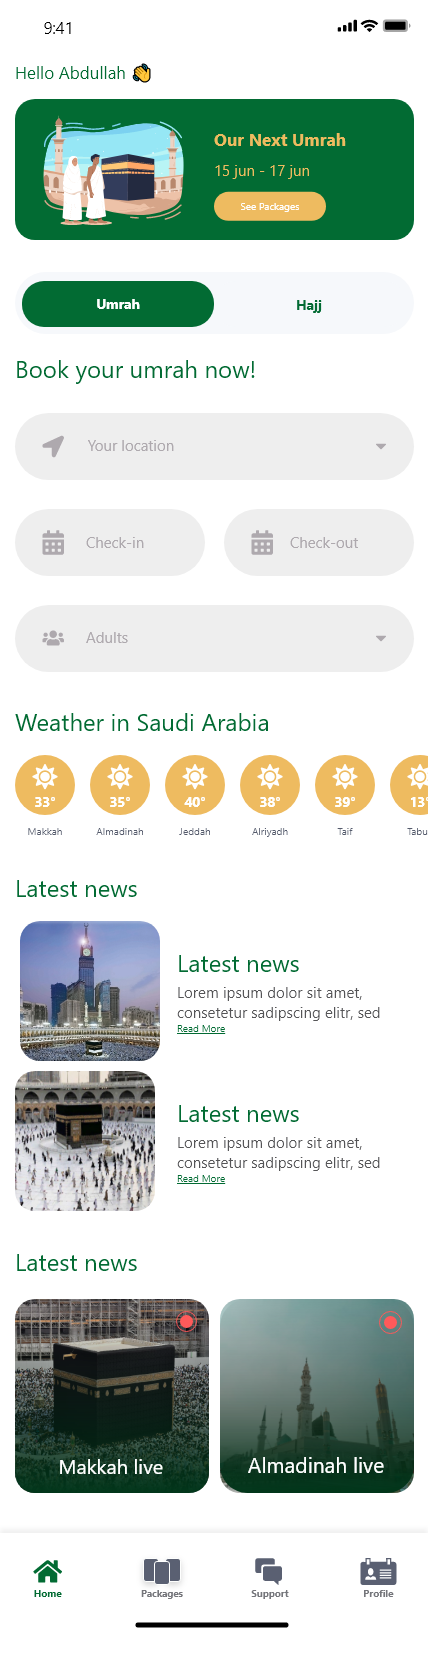 9:41
Hello Abdullah 👋
Our Next Umrah
15 jun - 17 jun
See Packages
Umrah
Hajj
Book your umrah now!
Your location
Check-in
Check-out
Adults
Weather in Saudi Arabia
33°
35°
40°
38°
39°
13°
Makkah
Almadinah
Jeddah
Alriyadh
Taif
Tabu
Latest news
Latest news
Lorem ipsum dolor sit amet,
consetetur sadipscing elitr, sed
Read More
Latest news
Lorem ipsum dolor sit amet,
consetetur sadipscing elitr, sed
Read More
Latest news
Makkah live
Almadinah live
Home
Packages
Support
Profile